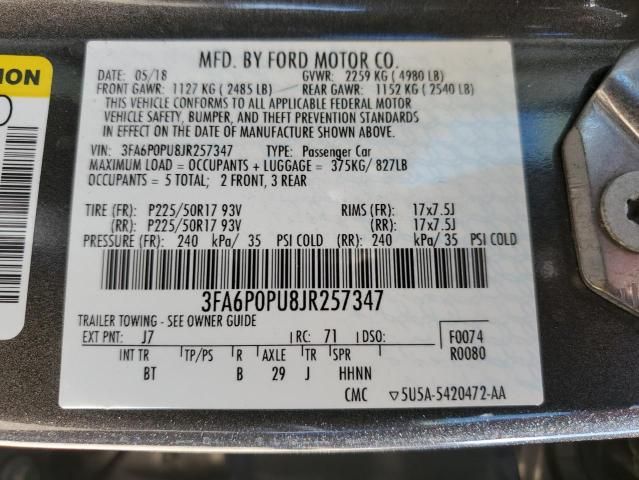 MFD. BY FORD MOTOR CO.
DATE: 05/18 GVWR: 2259 KG (4980 LB)
FRONT GAWR: 1127 KG (2485 LB) REAR GAWR: 1152 KG (2540 LB)
THIS VEHICLE CONFORMS TO ALL APPLICABLE FEDERAL MOTOR
VEHICLE SAFETY, BUMPER, AND THEFT PREVENTION STANDARDS
IN EFFECT ON THE DATE OF MANUFACTURE SHOWN ABOVE.
VIN: 3FA6P0PU8JR257347 TYPE: Passenger Car
MAXIMUM LOAD = OCCUPANTS + LUGGAGE = 375KG/ 827LB
OCCUPANTS = 5 TOTAL; 2 FRONT, 3 REAR
TIRE (FR): P225/50R17 93V RIMS (FR): 17x7.5J
(RR): P225/50R17 93V (RR): 17x7.5J
PRESSURE (FR): 240 kPa/ 35 PSI COLD (RR): 240 kPa/ 35 PSI COLD
3FA6P0PU8JR257347
TRAILER TOWING - SEE OWNER GUIDE
EXT PNT: J7 RC: 71 DSO: F0074
R0080
INT TR TP/PS R AXLE TR SPR
BT B 29 J HHNN
CMC ▽5U5A-5420472-AA